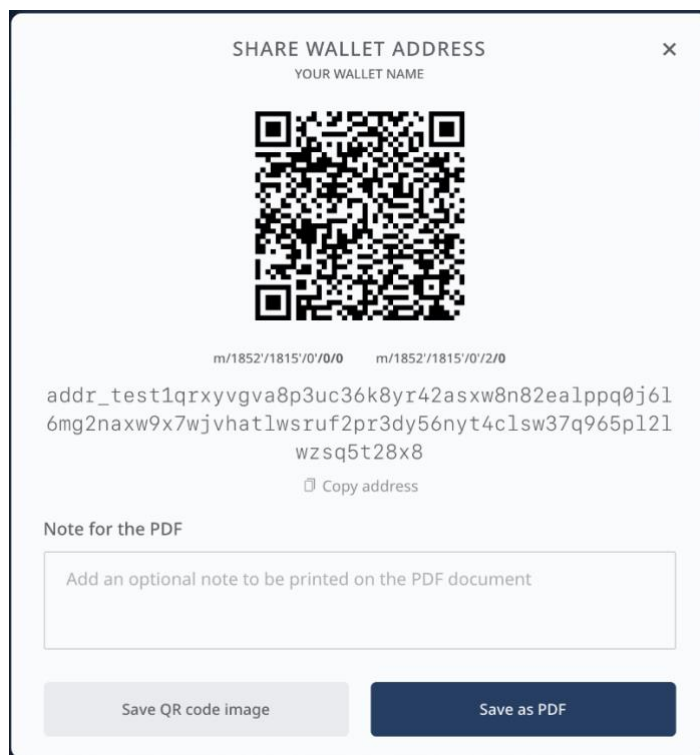 SHARE WALLET ADDRESS
YOUR WALLET NAME
m/1852'/1815'/0'/0/0 m/1852'/1815'/0'/2/0
addr_test1qrxyvgva8p3uc36k8yr42asxw8n82ealppq0j6l
6mg2naxw9x7wjvhatlwsruf2pr3dy56nyt4clsw37q965pl2l
wzsq5t28x8
Copy address
Note for the PDF
Add an optional note to be printed on the PDF document
Save QR code image
Save as PDF